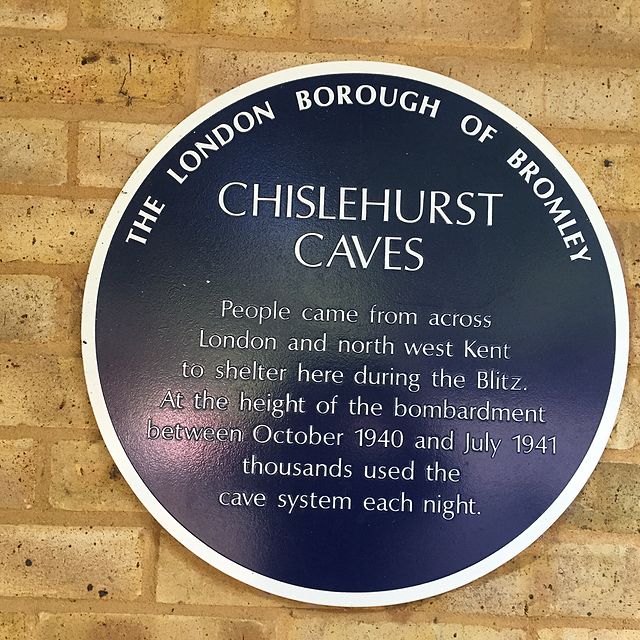 THE LONDON BOROUGH OF BROMLEY
CHISLEHURST
CAVES
People came from across
London and north west Kent
to shelter here during the Blitz.
At the height of the bombardment
between October 1940 and July 1941
thousands used the
cave system each night.